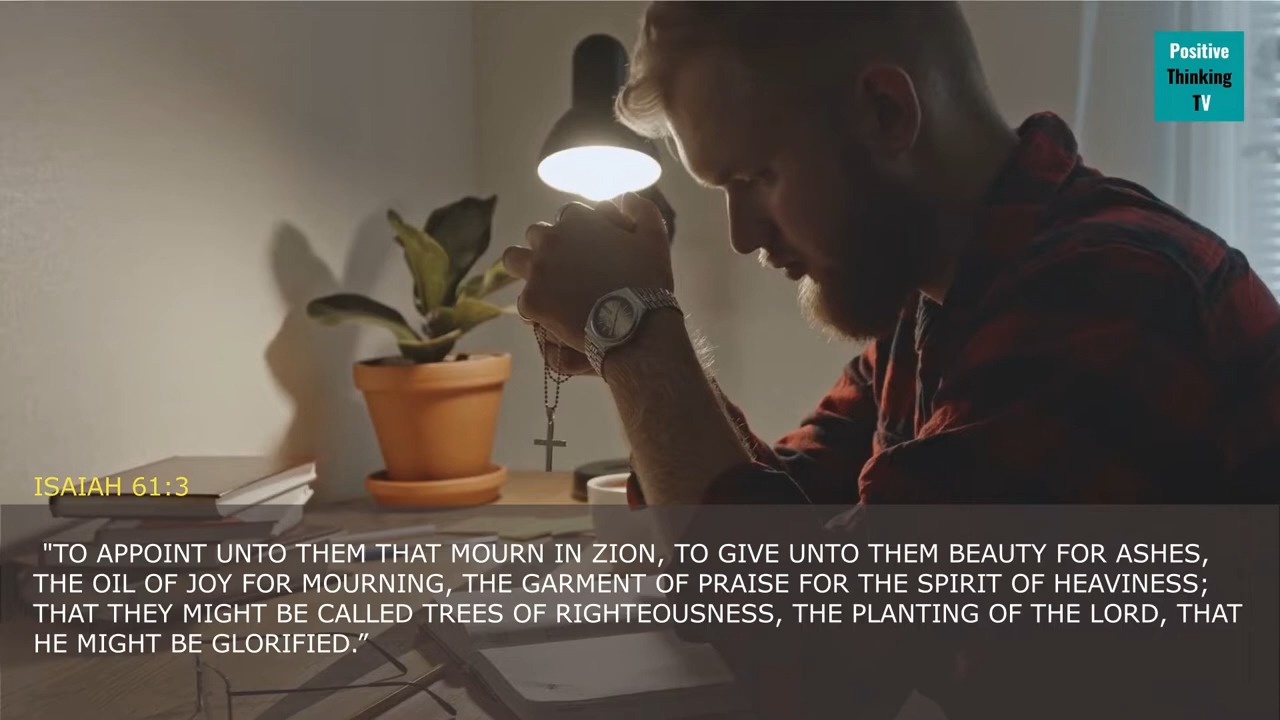 Positive
Thinking
TV
ISAIAH 61:3
"TO APPOINT UNTO THEM THAT MOURN IN ZION, TO GIVE UNTO THEM BEAUTY FOR ASHES,
THE OIL OF JOY FOR MOURNING, THE GARMENT OF PRAISE FOR THE SPIRIT OF HEAVINESS;
THAT THEY MIGHT BE CALLED TREES OF RIGHTEOUSNESS, THE PLANTING OF THE LORD, THAT
HE MIGHT BE GLORIFIED.”